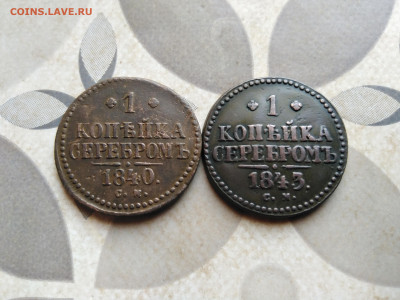 COINS.LAVE.RU
1
КОПѢЙКА
СЕРЕБРОМЪ
1840.
С. М.
1
КОПѢЙКА
СЕРЕБРОМЪ
1843.
С. М.